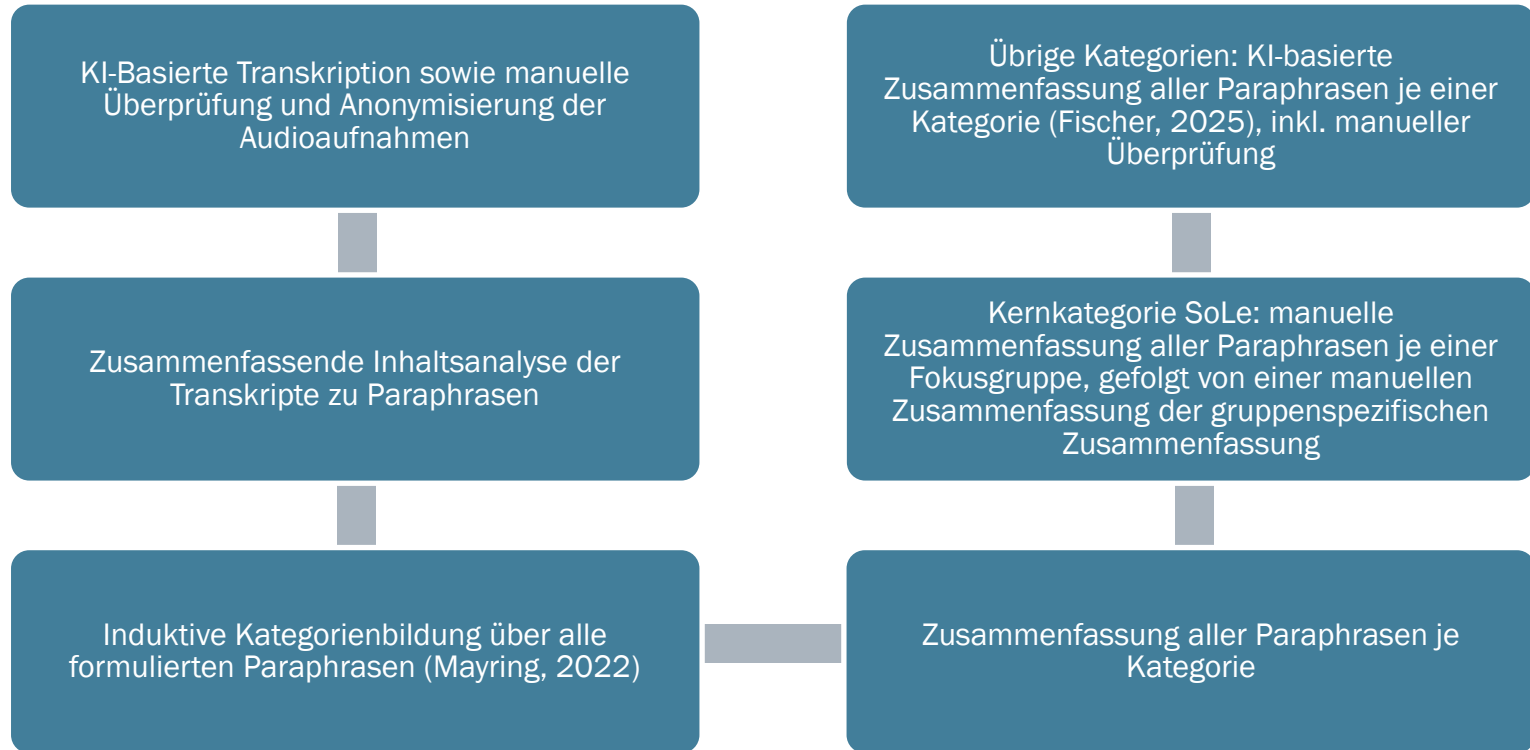 KI-Basierte Transkription sowie manuelle
Überprüfung und Anonymisierung der
Audioaufnahmen
Zusammenfassende Inhaltsanalyse der
Transkripte zu Paraphrasen
Induktive Kategorienbildung über alle
formulierten Paraphrasen (Mayring, 2022)
Zusammenfassung aller Paraphrasen je
Kategorie
Kernkategorie SoLe: manuelle
Zusammenfassung aller Paraphrasen je einer
Fokusgruppe, gefolgt von einer manuellen
Zusammenfassung der gruppenspezifischen
Zusammenfassung
Übrige Kategorien: KI-basierte
Zusammenfassung aller Paraphrasen je einer
Kategorie (Fischer, 2025), inkl. manueller
Überprüfung